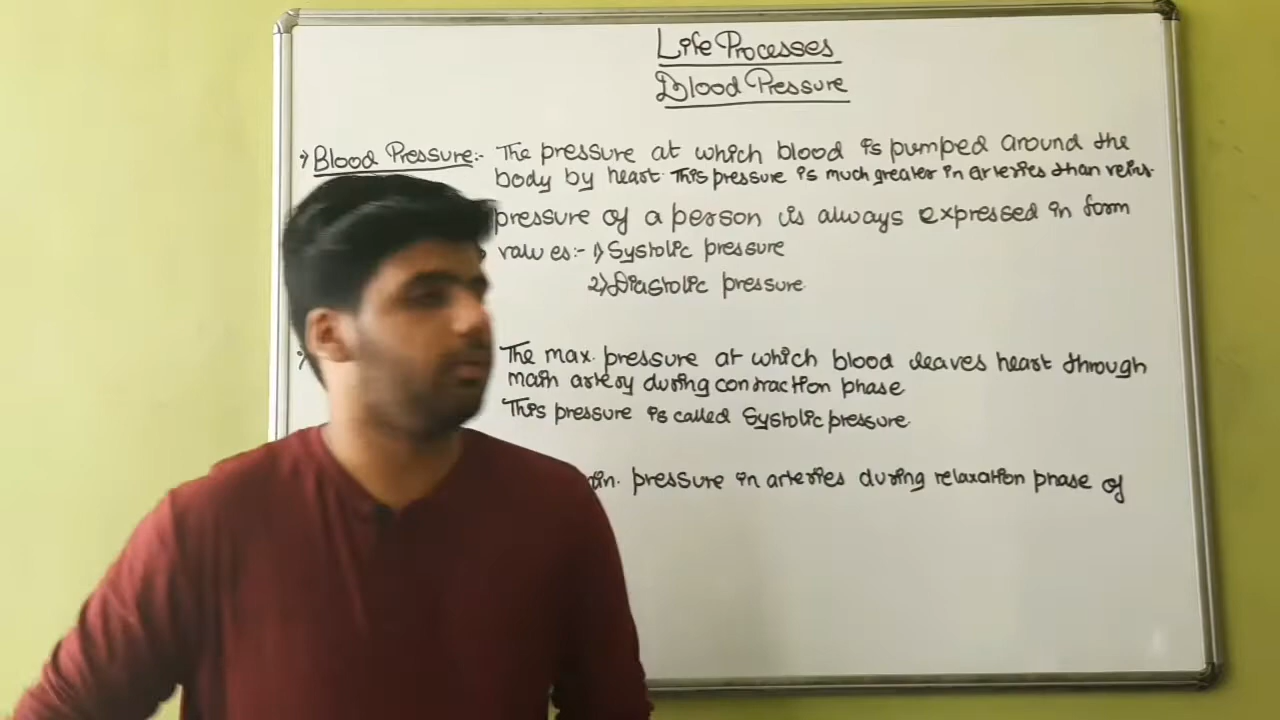 Life Processes
Blood Pressure
Blood Pressure:- The pressure at which blood is pumped around the
body by heart. This pressure is much greater in arteries than veins.
pressure of a person is always expressed in form
values:- 1) Systolic pressure
2) Diastolic pressure
The max. pressure at which blood leaves heart through
main artery during contraction phase
This pressure is called Systolic pressure.
pressure in arteries during relaxation phase of